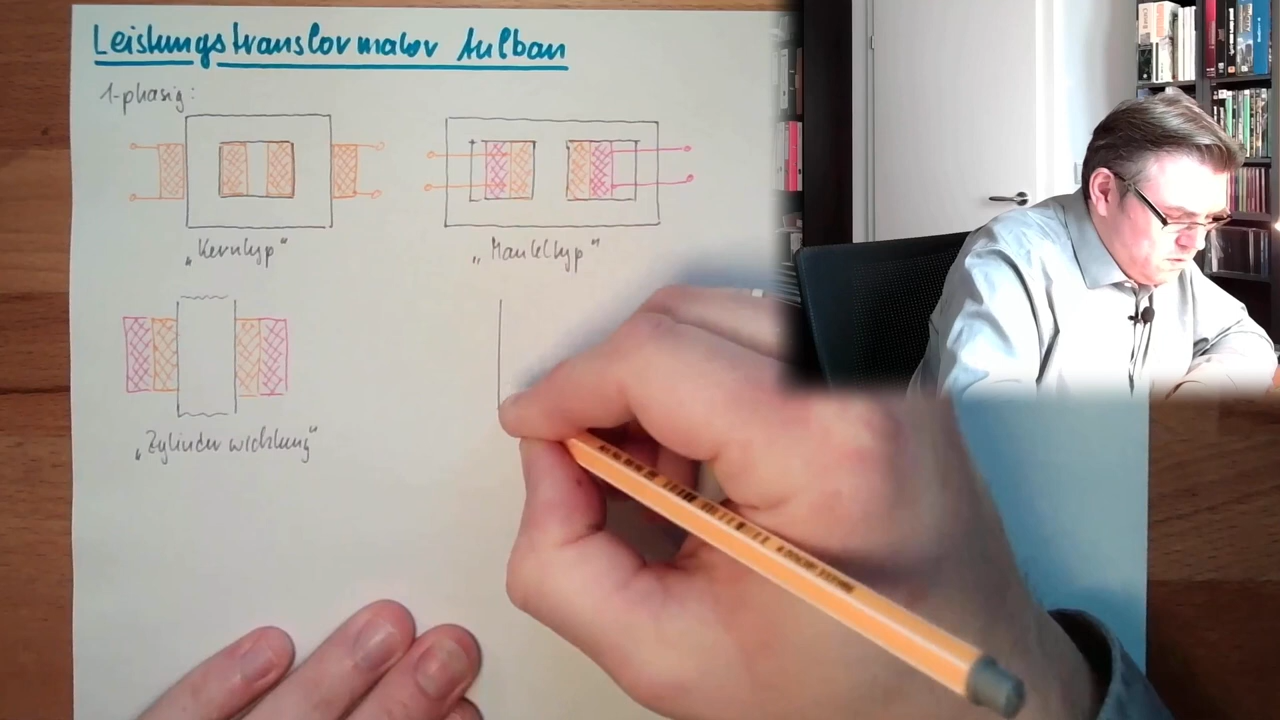 Leistungstransformator Aufbau
1-phasig:
„Kerntyp“
„Manteltyp“
„Zylinderwicklung“